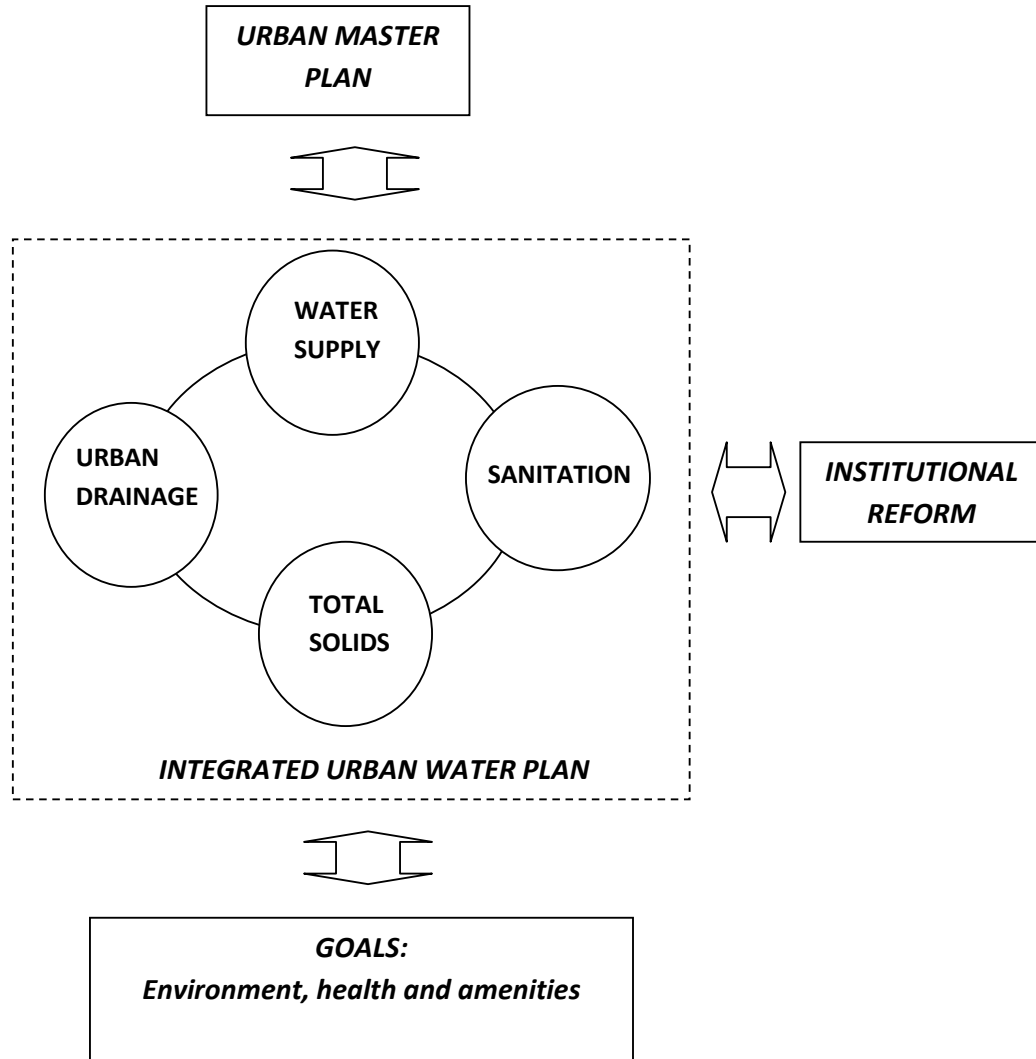 URBAN MASTER
PLAN
WATER
SUPPLY
URBAN
DRAINAGE
SANITATION
INSTITUTIONAL
REFORM
TOTAL
SOLIDS
INTEGRATED URBAN WATER PLAN
GOALS:
Environment, health and amenities